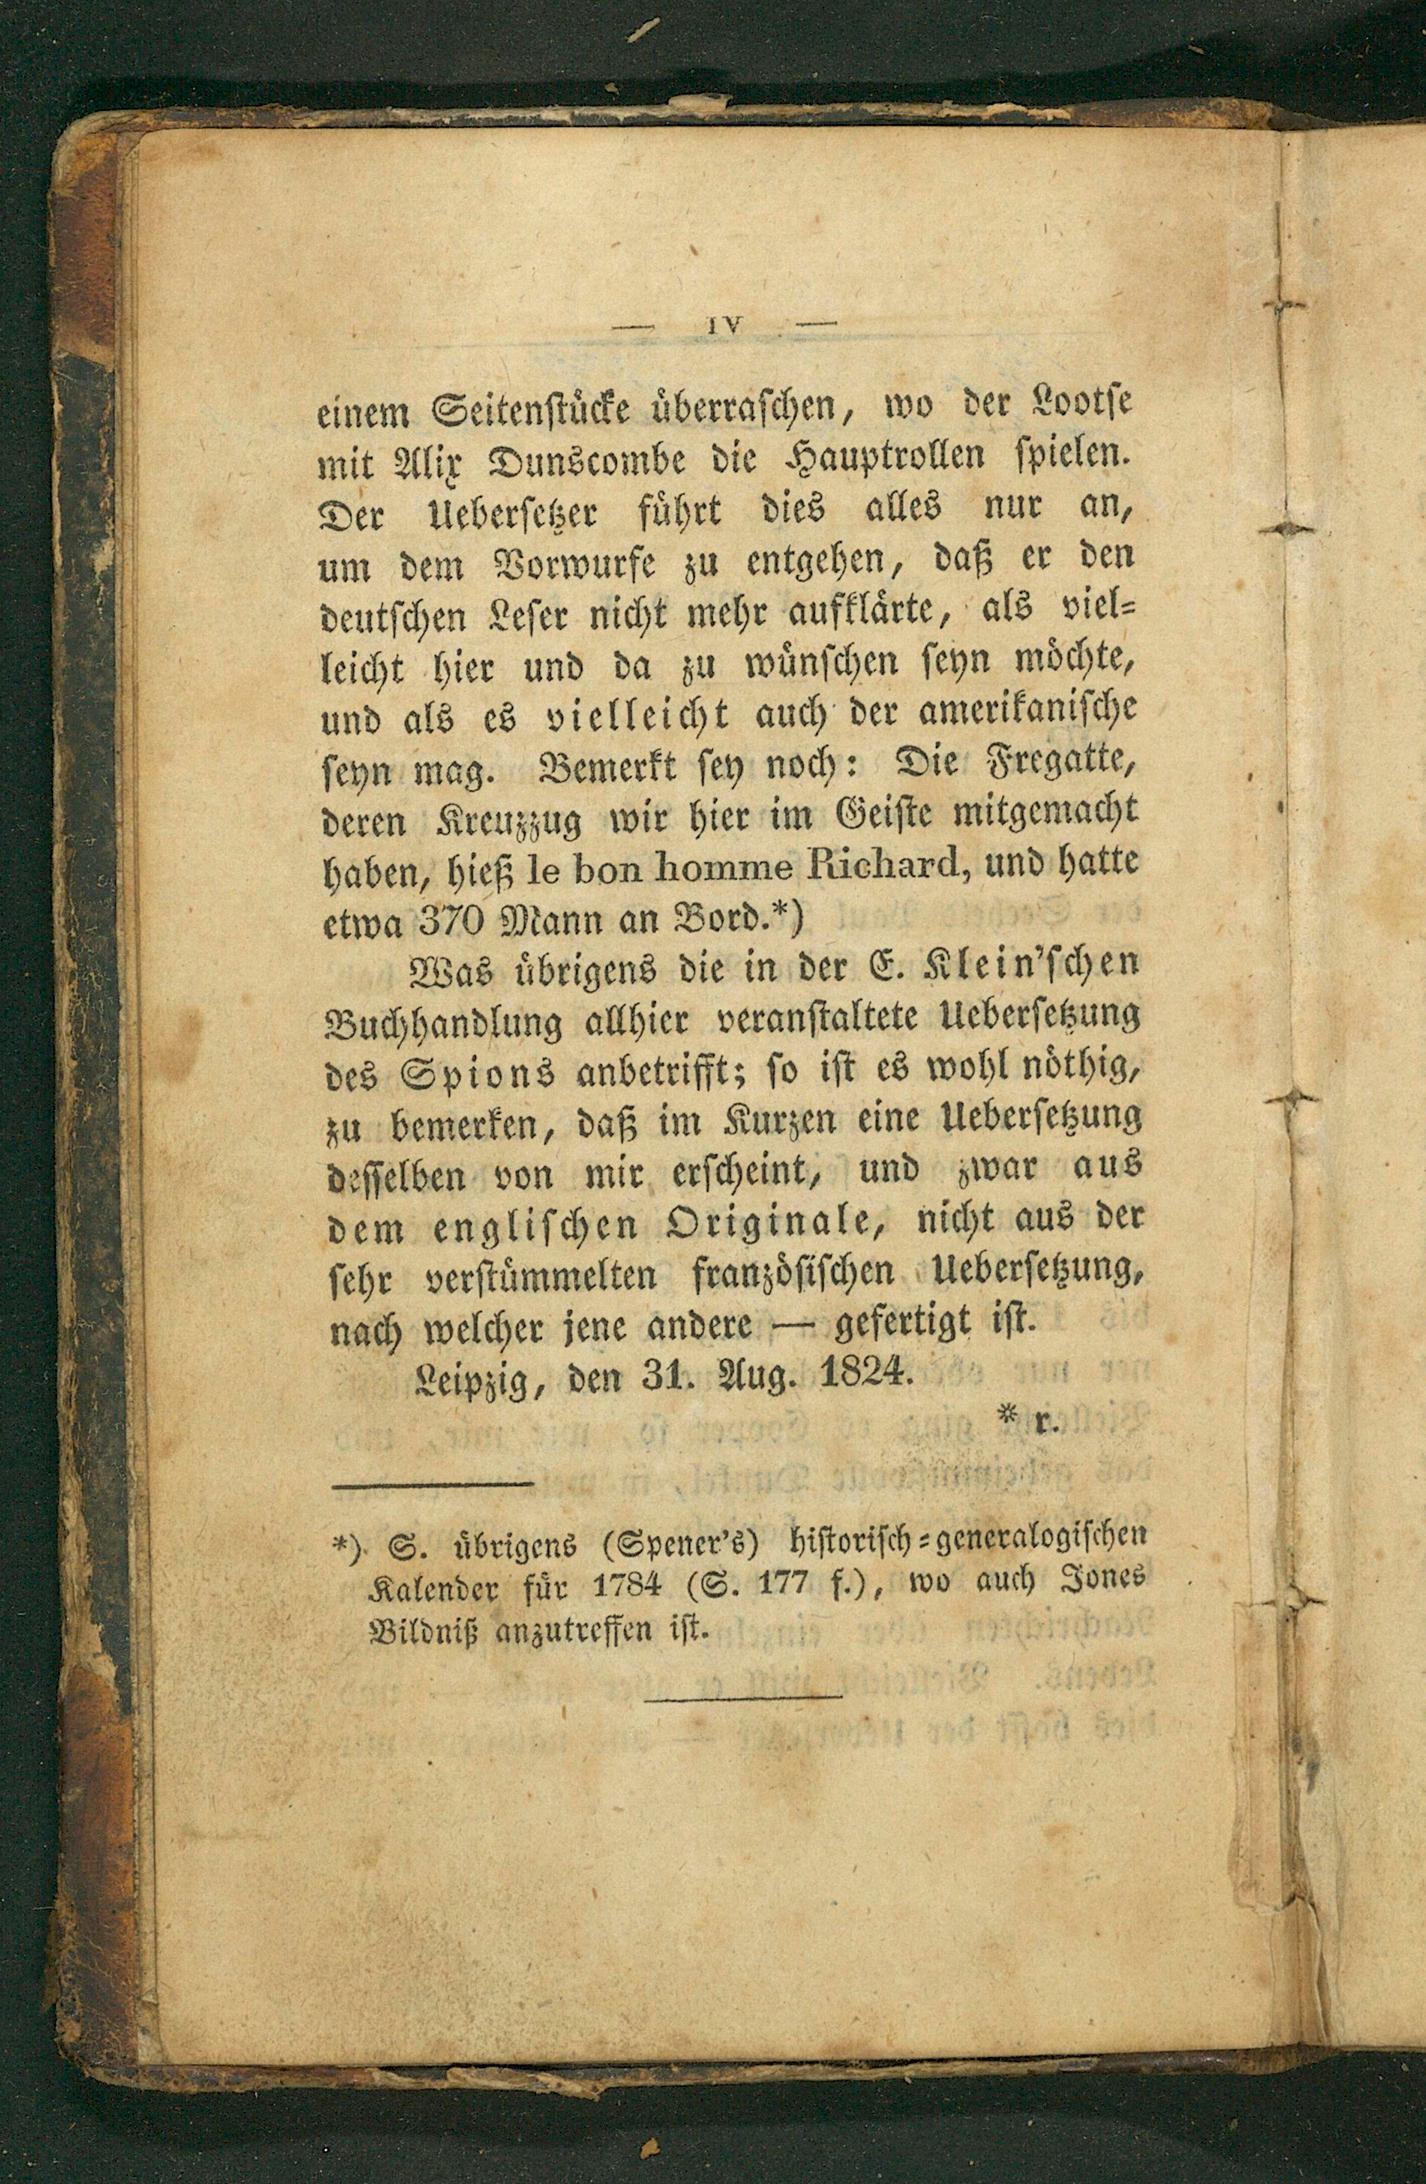 — IV —
einem Seitenstücke überraschen, wo der Lootse
mit Alix Dunscombe die Hauptrollen spielen.
Der Uebersetzer führt dies alles nur an,
um dem Vorwurfe zu entgehen, daß er den
deutschen Leser nicht mehr aufklärte, als viel=
leicht hier und da zu wünschen seyn möchte,
und als es vielleicht auch der amerikanische
seyn mag. Bemerkt sey noch: Die Fregatte,
deren Kreuzzug wir hier im Geiste mitgemacht
haben, hieß le bon homme Richard, und hatte
etwa 370 Mann an Bord.*)
Was übrigens die in der E. Klein'schen
Buchhandlung allhier veranstaltete Uebersetzung
des Spions anbetrifft; so ist es wohl nöthig,
zu bemerken, daß im Kurzen eine Uebersetzung
desselben von mir erscheint, und zwar aus
dem englischen Originale, nicht aus der
sehr verstümmelten französischen Uebersetzung,
nach welcher jene andere — gefertigt ist.
Leipzig, den 31. Aug. 1824.
* r.
*) S. übrigens (Spener's) historisch=generalogischen
Kalender für 1784 (S. 177 f.), wo auch Jones
Bildniß anzutreffen ist.